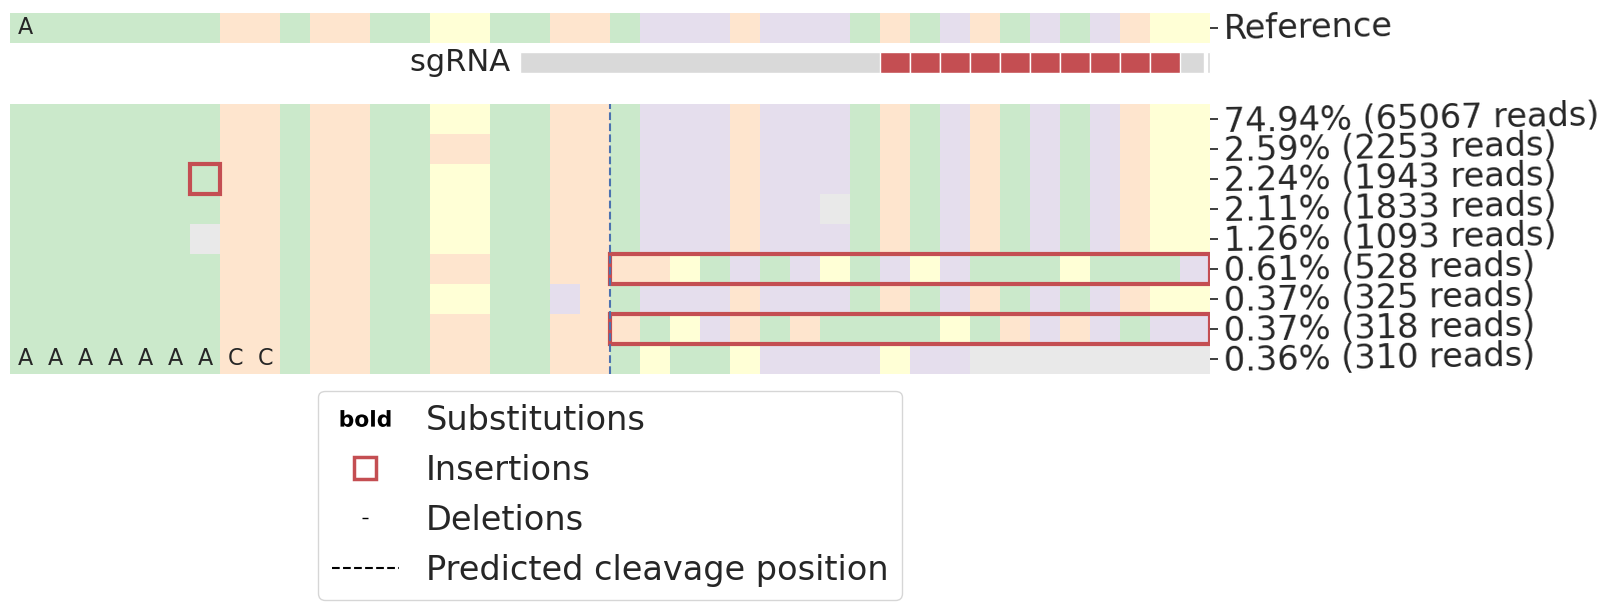 A Reference
sgRNA
74.94% (65067 reads)
2.59% (2253 reads)
2.24% (1943 reads)
2.11% (1833 reads)
1.26% (1093 reads)
0.61% (528 reads)
0.37% (325 reads)
0.37% (318 reads)
A A A A A A A C C 0.36% (310 reads)
bold Substitutions
Insertions
- Deletions
Predicted cleavage position